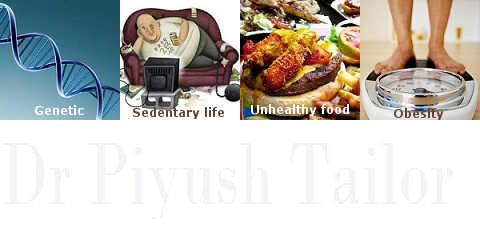 Genetic
Sedentary life
Unhealthy food
Obesity
Dr Piyush Tailor